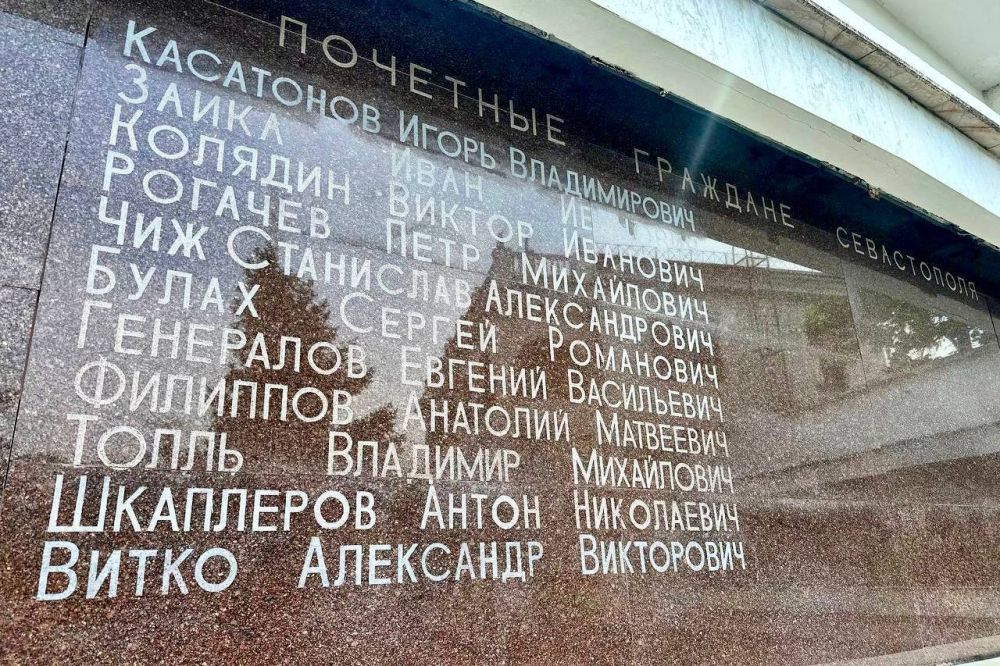 ПОЧЕТНЫЕ ГРАЖДАНЕ СЕВАСТОПОЛЯ
КАСАТОНОВ ИГОРЬ ВЛАДИМИРОВИЧ
ЗАИКА ИВАН ИЕ Ч
КОЛЯДИН ВИКТОР ИВАНОВИЧ
РОГАЧЕВ ПЕТР МИХАЙЛОВИЧ
ЧИЖ СТАНИСЛАВ АЛЕКСАНДРОВИЧ
БУЛАХ СЕРГЕЙ РОМАНОВИЧ
ГЕНЕРАЛОВ ЕВГЕНИЙ ВАСИЛЬЕВИЧ
ФИЛИППОВ АНАТОЛИЙ МАТВЕЕВИЧ
ТОЛЛЬ ВЛАДИМИР МИХАЙЛОВИЧ
ШКАПЛЕРОВ АНТОН НИКОЛАЕВИЧ
ВИТКО АЛЕКСАНДР ВИКТОРОВИЧ